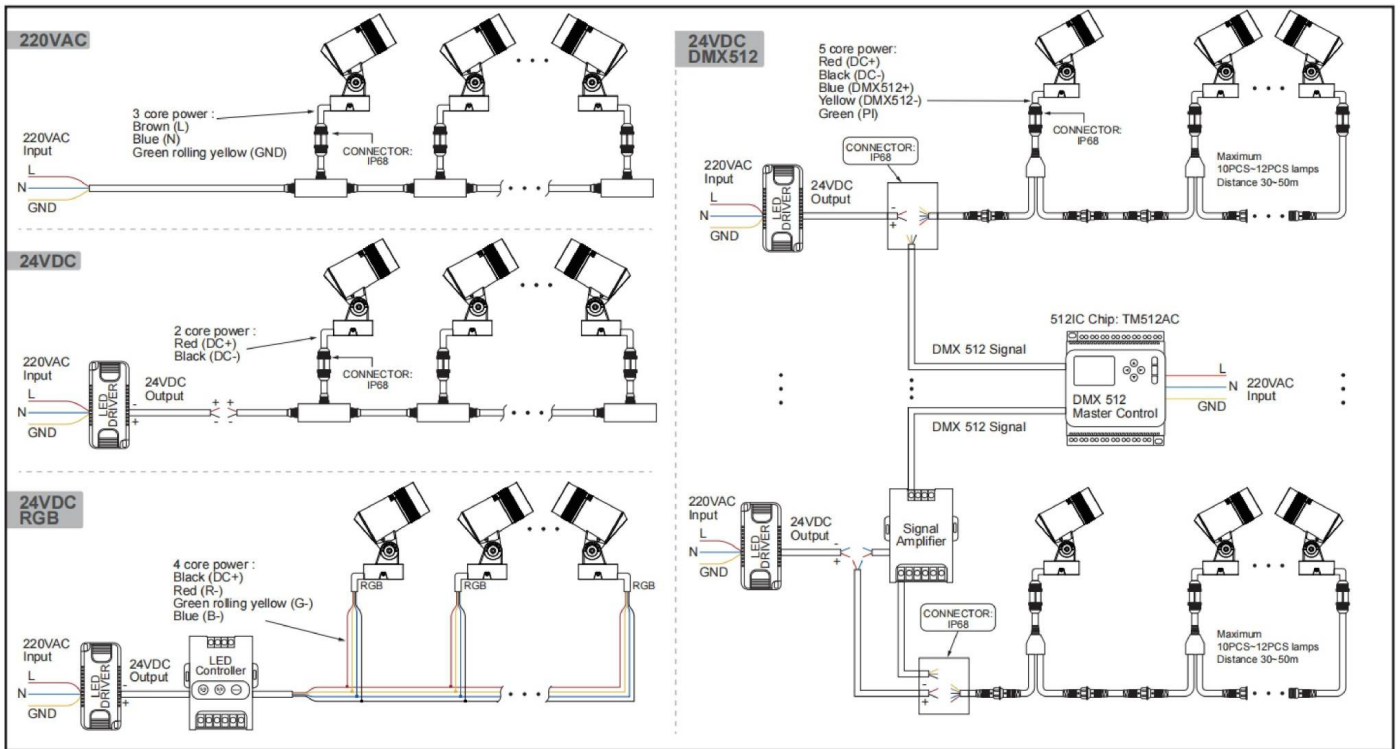 220VAC
3 core power :
Brown (L)
Blue (N)
Green rolling yellow (GND)
CONNECTOR:
IP68
220VAC
Input
L
N
GND
24VDC
2 core power :
Red (DC+)
Black (DC-)
CONNECTOR:
IP68
220VAC
Input
L
N
GND
LED
DRIVER
-
+
24VDC
Output
+ +
- -
24VDC
RGB
4 core power :
Black (DC+)
Red (R-)
Green rolling yellow (G-)
Blue (B-)
RGB
RGB
RGB
220VAC
Input
L
N
GND
LED
DRIVER
-
+
24VDC
Output
LED
Controller
24VDC
DMX512
5 core power:
Red (DC+)
Black (DC-)
Blue (DMX512+)
Yellow (DMX512-)
Green (PI)
CONNECTOR:
IP68
CONNECTOR:
IP68
Maximum
10PCS~12PCS lamps
Distance 30~50m
220VAC
Input
L
N
GND
LED
DRIVER
24VDC
Output
-
+
512IC Chip: TM512AC
DMX 512 Signal
DMX 512
Master Control
L
N
GND
220VAC
Input
DMX 512 Signal
220VAC
Input
L
N
GND
LED
DRIVER
24VDC
Output
-
+
Signal
Amplifier
CONNECTOR:
IP68
-
+
Maximum
10PCS~12PCS lamps
Distance 30~50m